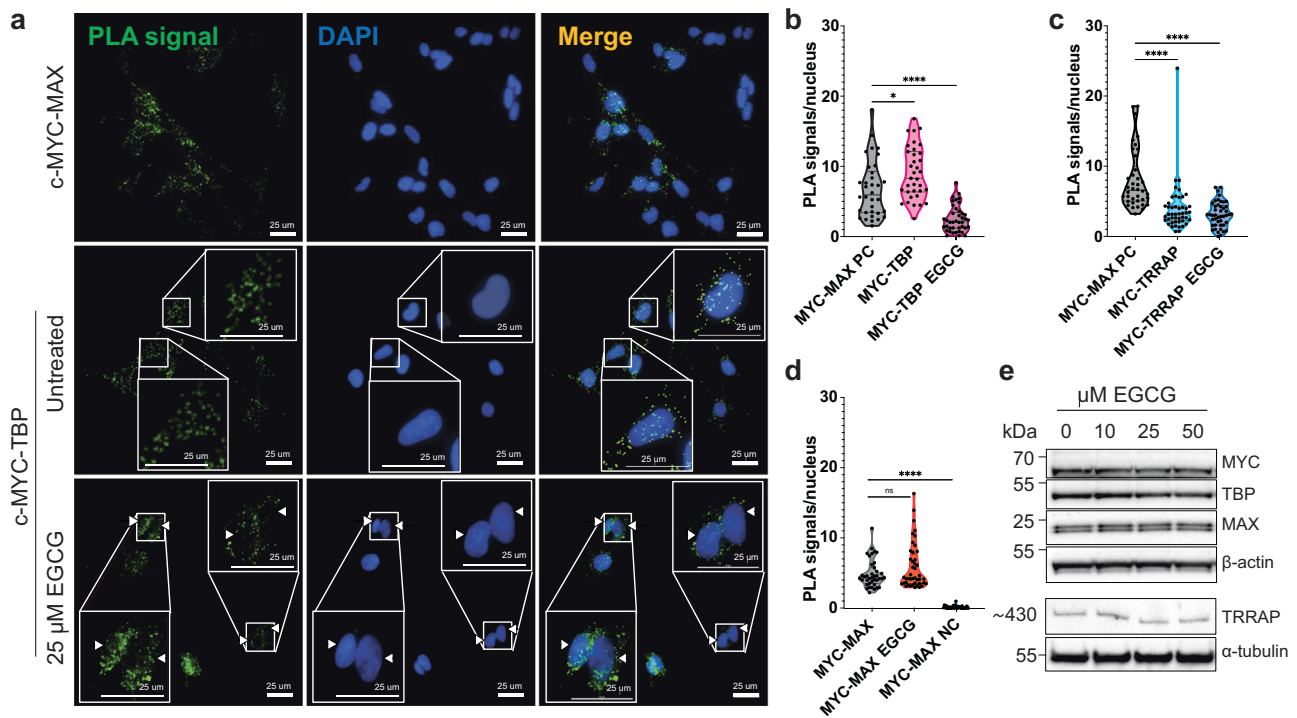 a
PLA signal
DAPI
Merge
c-MYC-MAX
25 um
25 um
25 um
c-MYC-TBP
Untreated
25 um
25 um
25 um
25 um
25 um
25 um
25 um
25 um
25 um
25 µM EGCG
25 um
25 um
25 um
25 um
25 um
25 um
25 um
25 um
25 um
b
PLA signals/nucleus
30
20
10
0
****
*
MYC-MAX PC
MYC-TBP
MYC-TBP EGCG
c
PLA signals/nucleus
30
20
10
0
****
****
MYC-MAX PC
MYC-TRRAP
MYC-TRRAP EGCG
d
PLA signals/nucleus
30
20
10
0
****
ns
MYC-MAX
MYC-MAX EGCG
MYC-MAX NC
e
µM EGCG
kDa 0 10 25 50
70 MYC
55 TBP
25 MAX
55 β-actin
~430 TRRAP
55 α-tubulin